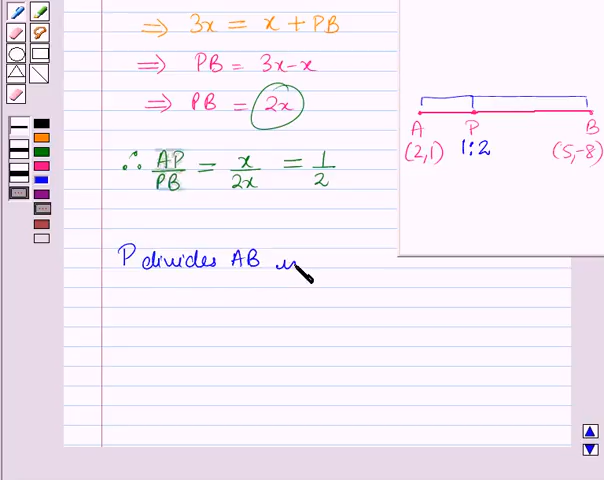 ⇒ 3x = x + PB
⇒ PB = 3x-x
⇒ PB = 2x
∴ AP/PB = x/2x = 1/2
P divides AB in
A P B
(2,1) 1:2 (5,-8)